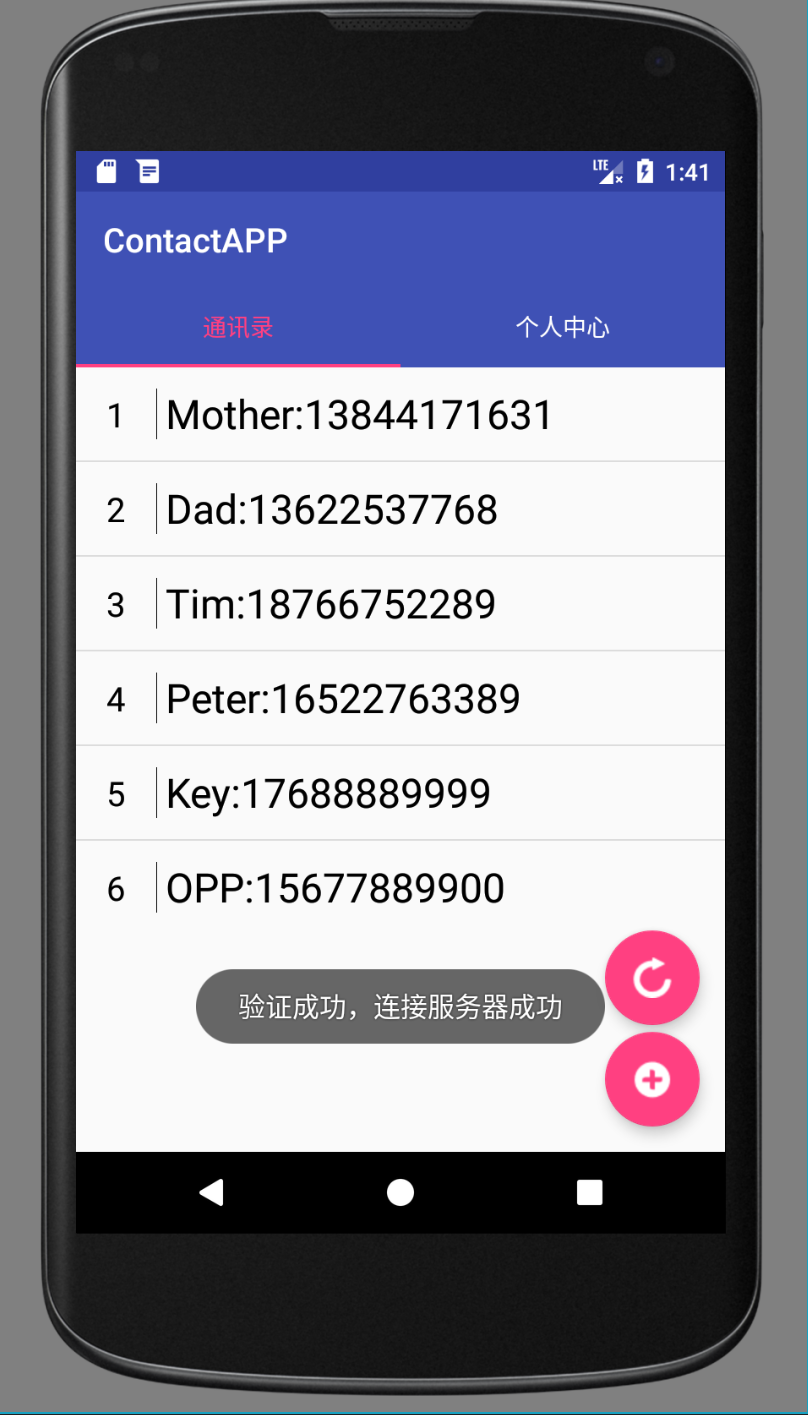 LTE 1:41
ContactAPP
通讯录 个人中心
1 Mother:13844171631
2 Dad:13622537768
3 Tim:18766752289
4 Peter:16522763389
5 Key:17688889999
6 OPP:15677889900
验证成功，连接服务器成功